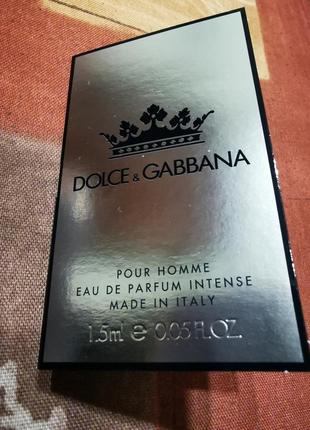 DOLCE & GABBANA
POUR HOMME
EAU DE PARFUM INTENSE
MADE IN ITALY
1.5ml e 0.05 FL.OZ.